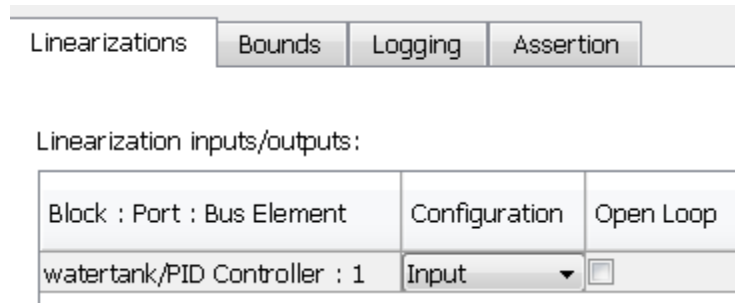 Linearizations Bounds Logging Assertion
Linearization inputs/outputs:
Block : Port : Bus Element Configuration Open Loop
watertank/PID Controller : 1 Input